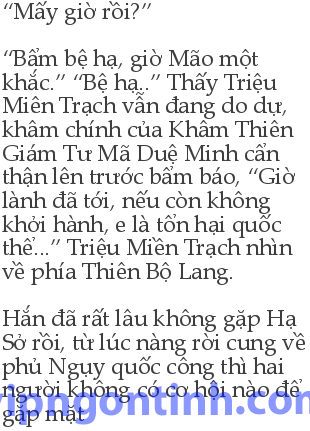 “Mấy giờ rồi?”
“Bẩm bệ hạ, giờ Mão một
khắc.” “Bệ hạ..” Thấy Triệu
Miên Trạch vẫn đang do dự,
khâm chính của Khâm Thiên
Giám Tư Mã Duệ Minh cẩn
thận lên trước bẩm báo, “Giờ
lành đã tới, nếu còn không
khởi hành, e là tổn hại quốc
thể...” Triệu Miền Trạch nhìn
về phía Thiên Bộ Lang.
Hắn đã rất lâu không gặp Hạ
Sở rồi, từ lúc nàng rời cung về
phủ Ngụy quốc công thì hai
người không có cơ hội nào để
gặp mặt
vipngontinh.com